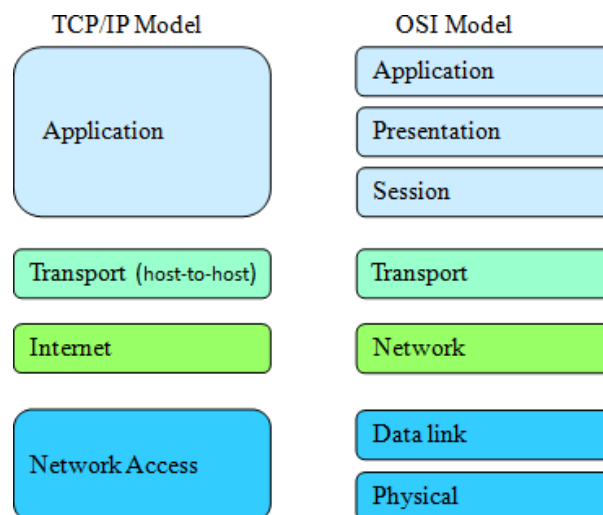 TCP/IP Model
Application
Transport (host-to-host)
Internet
Network Access
OSI Model
Application
Presentation
Session
Transport
Network
Data link
Physical